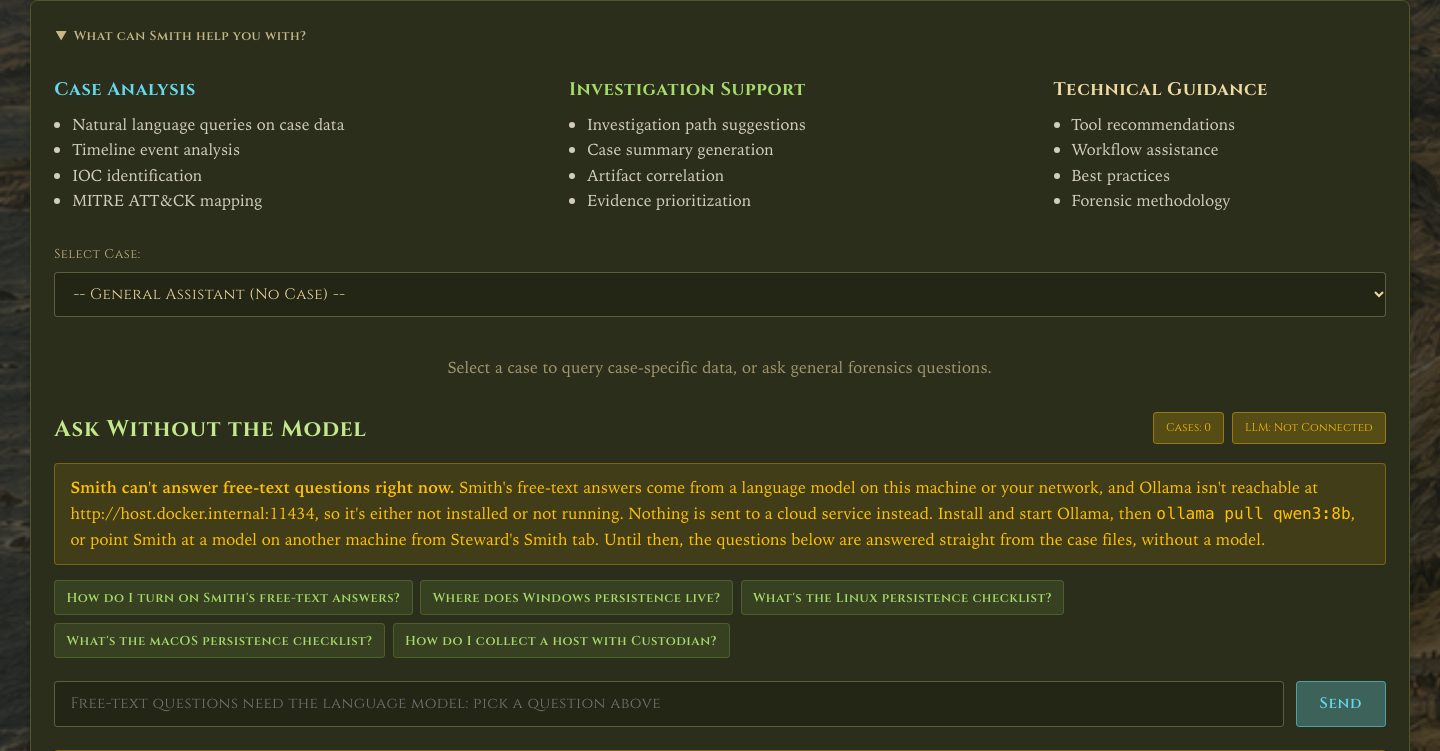 ▼ What can Smith help you with?
Case Analysis
• Natural language queries on case data
• Timeline event analysis
• IOC identification
• MITRE ATT&CK mapping
Investigation Support
• Investigation path suggestions
• Case summary generation
• Artifact correlation
• Evidence prioritization
Technical Guidance
• Tool recommendations
• Workflow assistance
• Best practices
• Forensic methodology
Select Case:
-- General Assistant (No Case) --
Select a case to query case-specific data, or ask general forensics questions.
Ask Without the Model
Cases: 0
LLM: Not Connected
Smith can't answer free-text questions right now. Smith's free-text answers come from a language model on this machine or your network, and Ollama isn't reachable at
http://host.docker.internal:11434, so it's either not installed or not running. Nothing is sent to a cloud service instead. Install and start Ollama, then ollama pull qwen3:8b,
or point Smith at a model on another machine from Steward's Smith tab. Until then, the questions below are answered straight from the case files, without a model.
How do I turn on Smith's free-text answers?
Where does Windows persistence live?
What's the Linux persistence checklist?
What's the macOS persistence checklist?
How do I collect a host with Custodian?
Free-text questions need the language model: pick a question above
Send